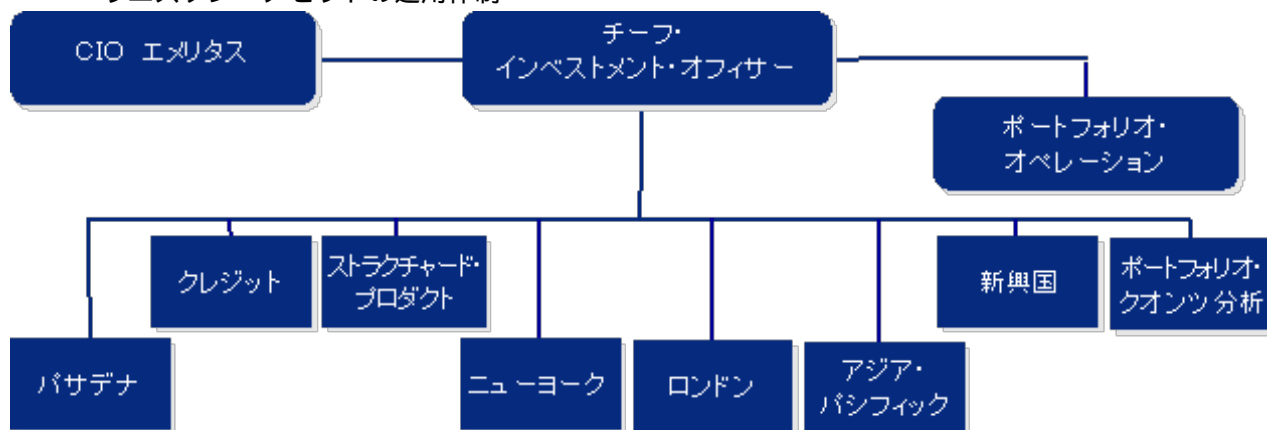 CIO エメリタス
チーフ・
インベストメント・オフィサー
ポートフォリオ・
オペレーション
クレジット
ストラクチャード・
プロダクト
新興国
ポートフォリオ・
クオンツ分析
パサデナ
ニューヨーク
ロンドン
アジア・
パシフィック